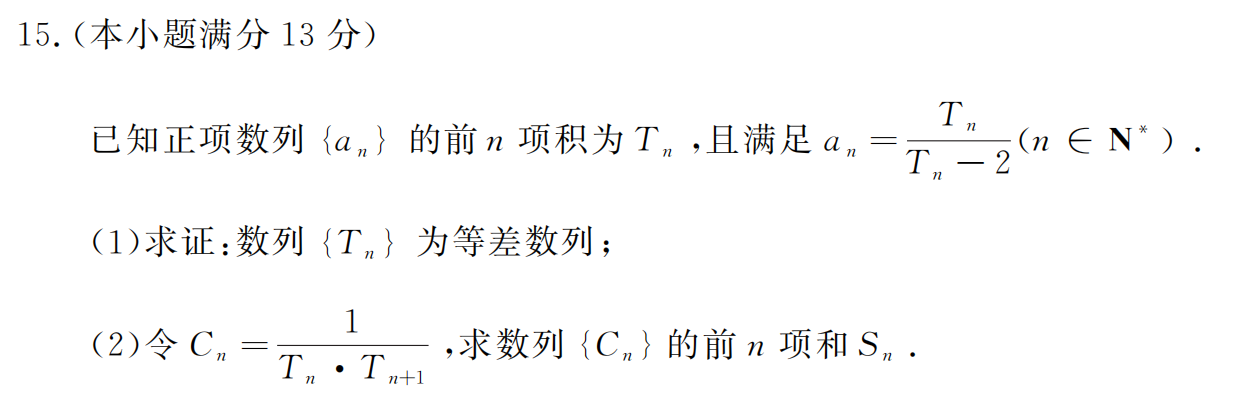 15.(本小题满分 13 分)
已知正项数列 {aₙ} 的前 n 项积为 Tₙ ,且满足 aₙ = Tₙ/(Tₙ − 2) (n ∈ N*) .
(1)求证:数列 {Tₙ} 为等差数列;
(2)令 Cₙ = 1/(Tₙ • Tₙ₊₁) ,求数列 {Cₙ} 的前 n 项和 Sₙ .